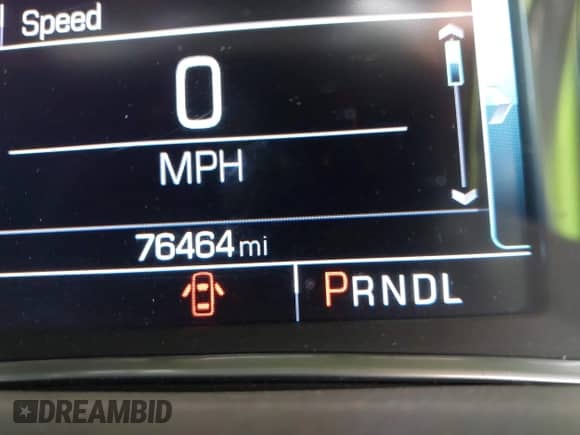 Speed
0
MPH
76464 mi
PRNDL
DREAMBID